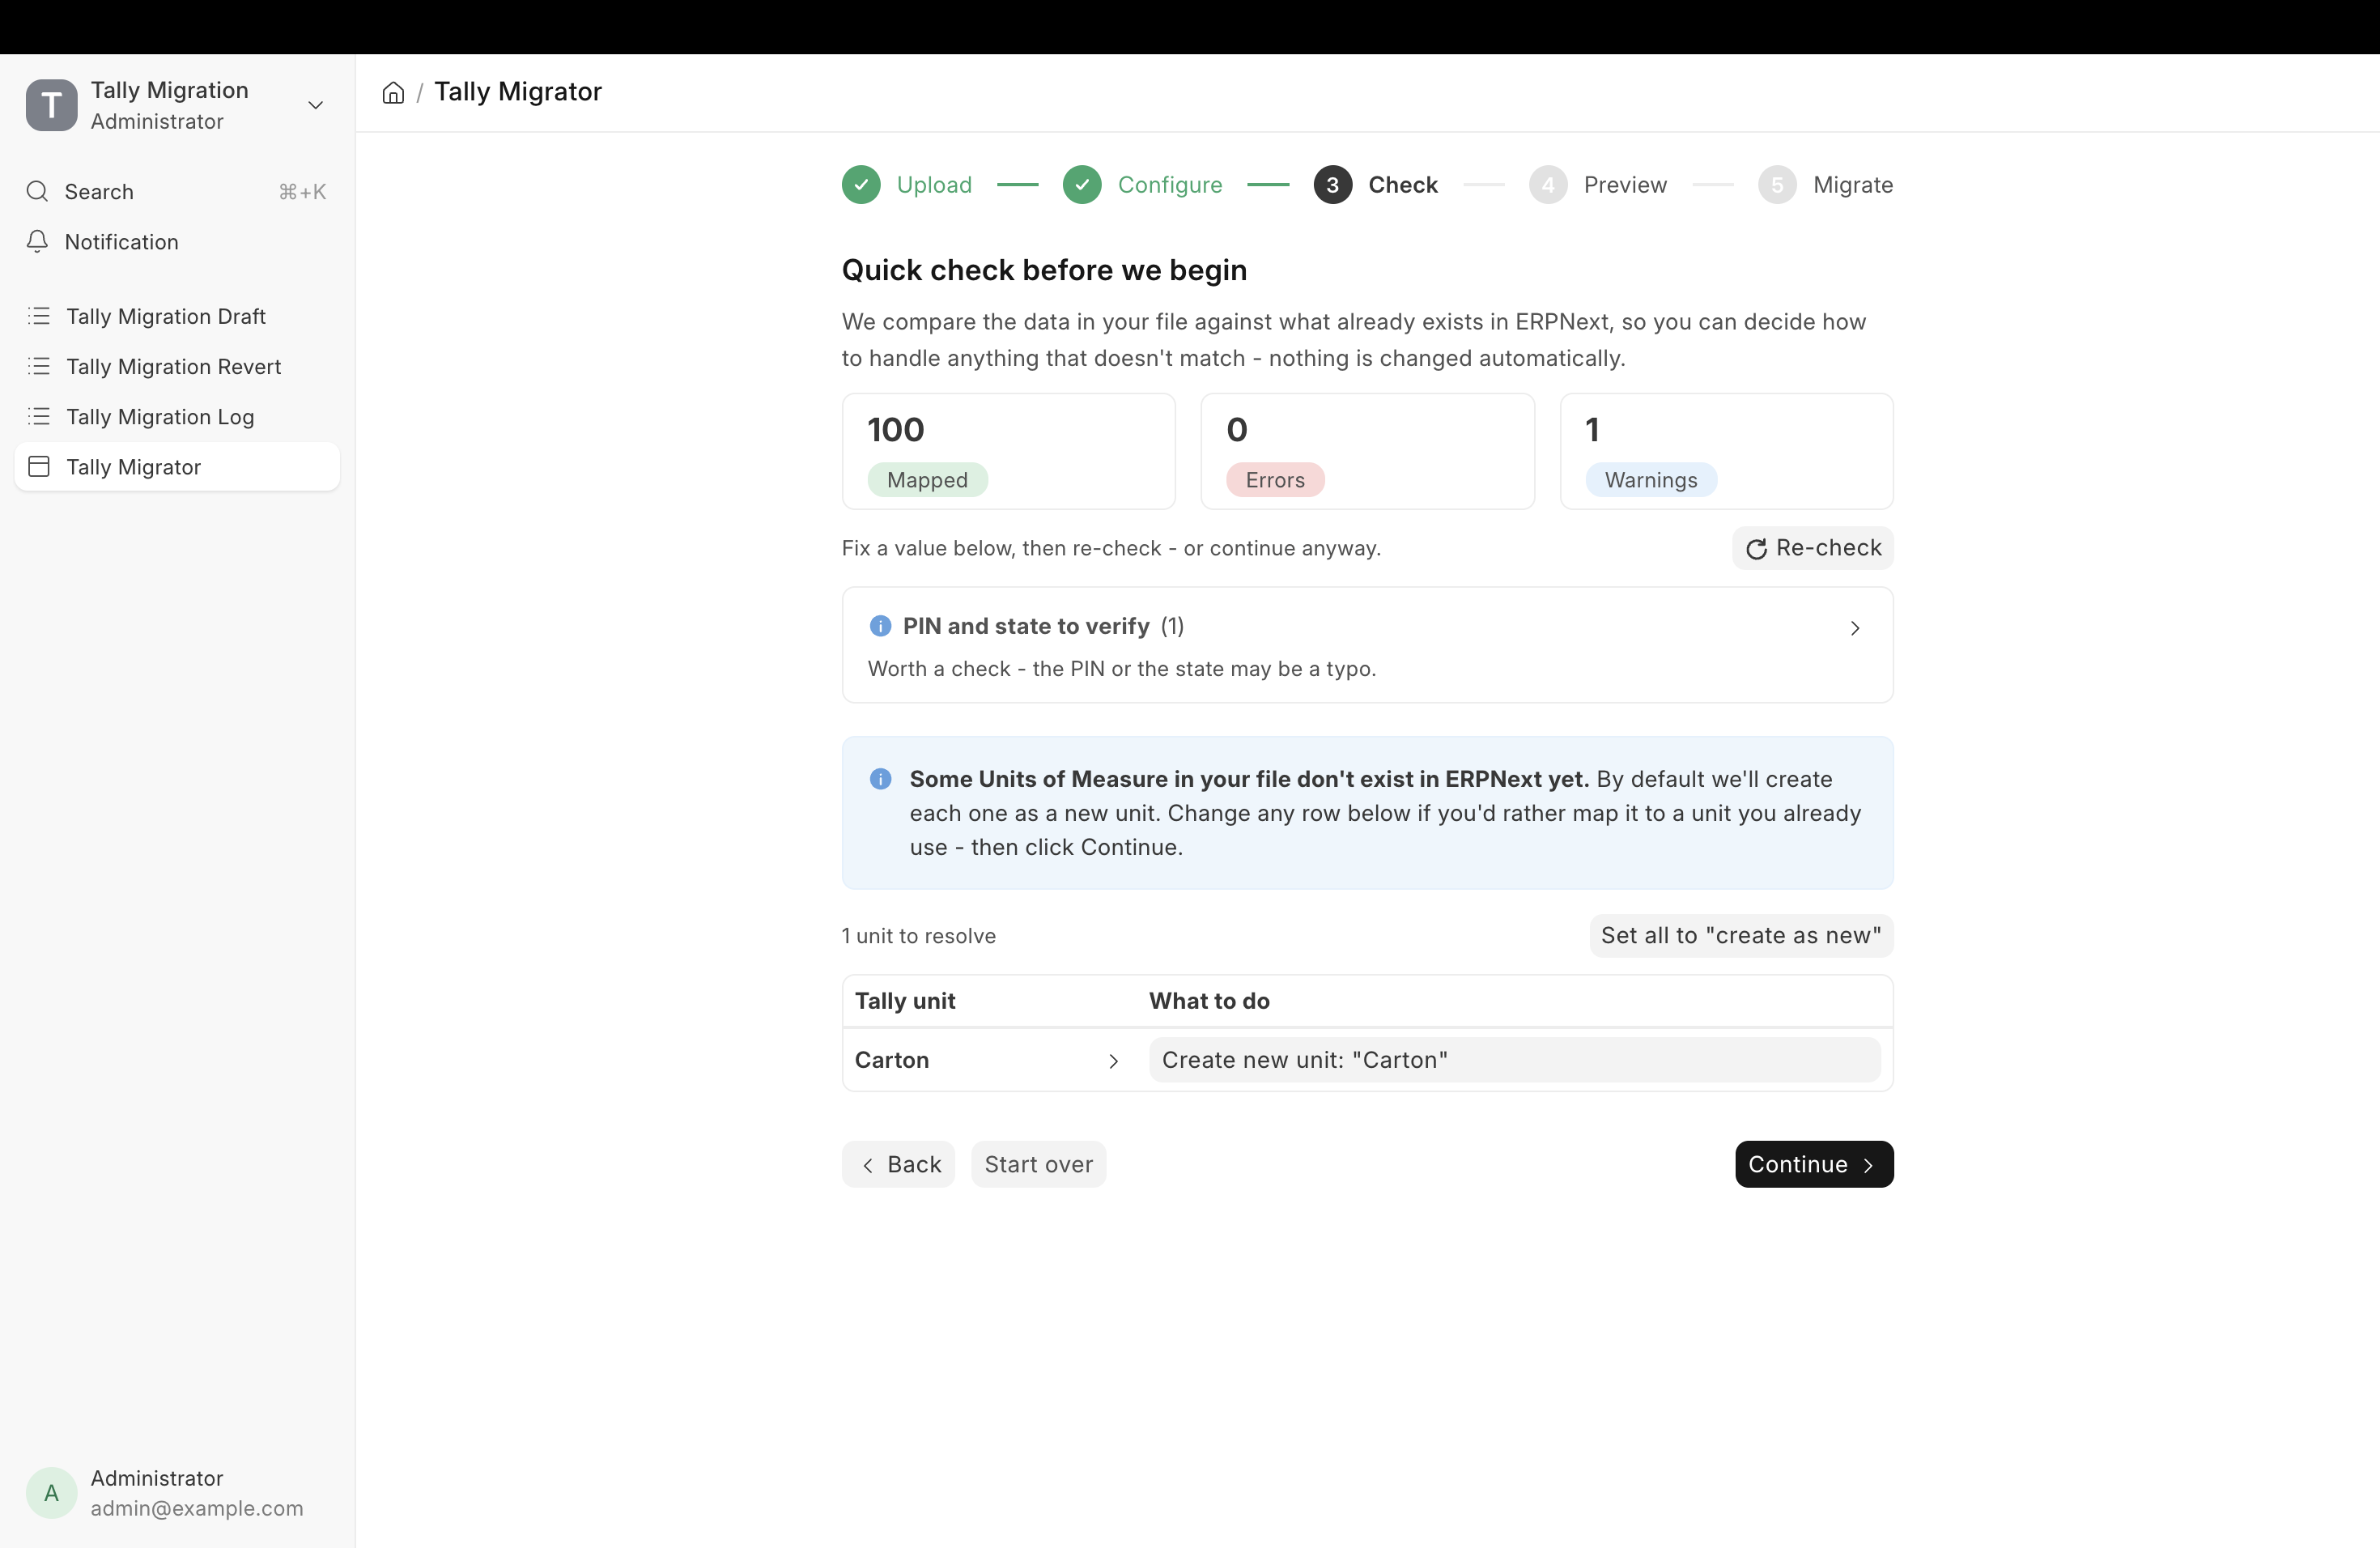 T
Tally Migration
Administrator
Search ⌘+K
Notification
Tally Migration Draft
Tally Migration Revert
Tally Migration Log
Tally Migrator
A
Administrator
admin@example.com
/ Tally Migrator
Upload
Configure
3 Check
4 Preview
5 Migrate
Quick check before we begin
We compare the data in your file against what already exists in ERPNext, so you can decide how
to handle anything that doesn't match - nothing is changed automatically.
100
Mapped
0
Errors
1
Warnings
Fix a value below, then re-check - or continue anyway.
Re-check
PIN and state to verify (1)
Worth a check - the PIN or the state may be a typo.
Some Units of Measure in your file don't exist in ERPNext yet. By default we'll create
each one as a new unit. Change any row below if you'd rather map it to a unit you already
use - then click Continue.
1 unit to resolve
Set all to "create as new"
Tally unit What to do
Carton Create new unit: "Carton"
Back
Start over
Continue